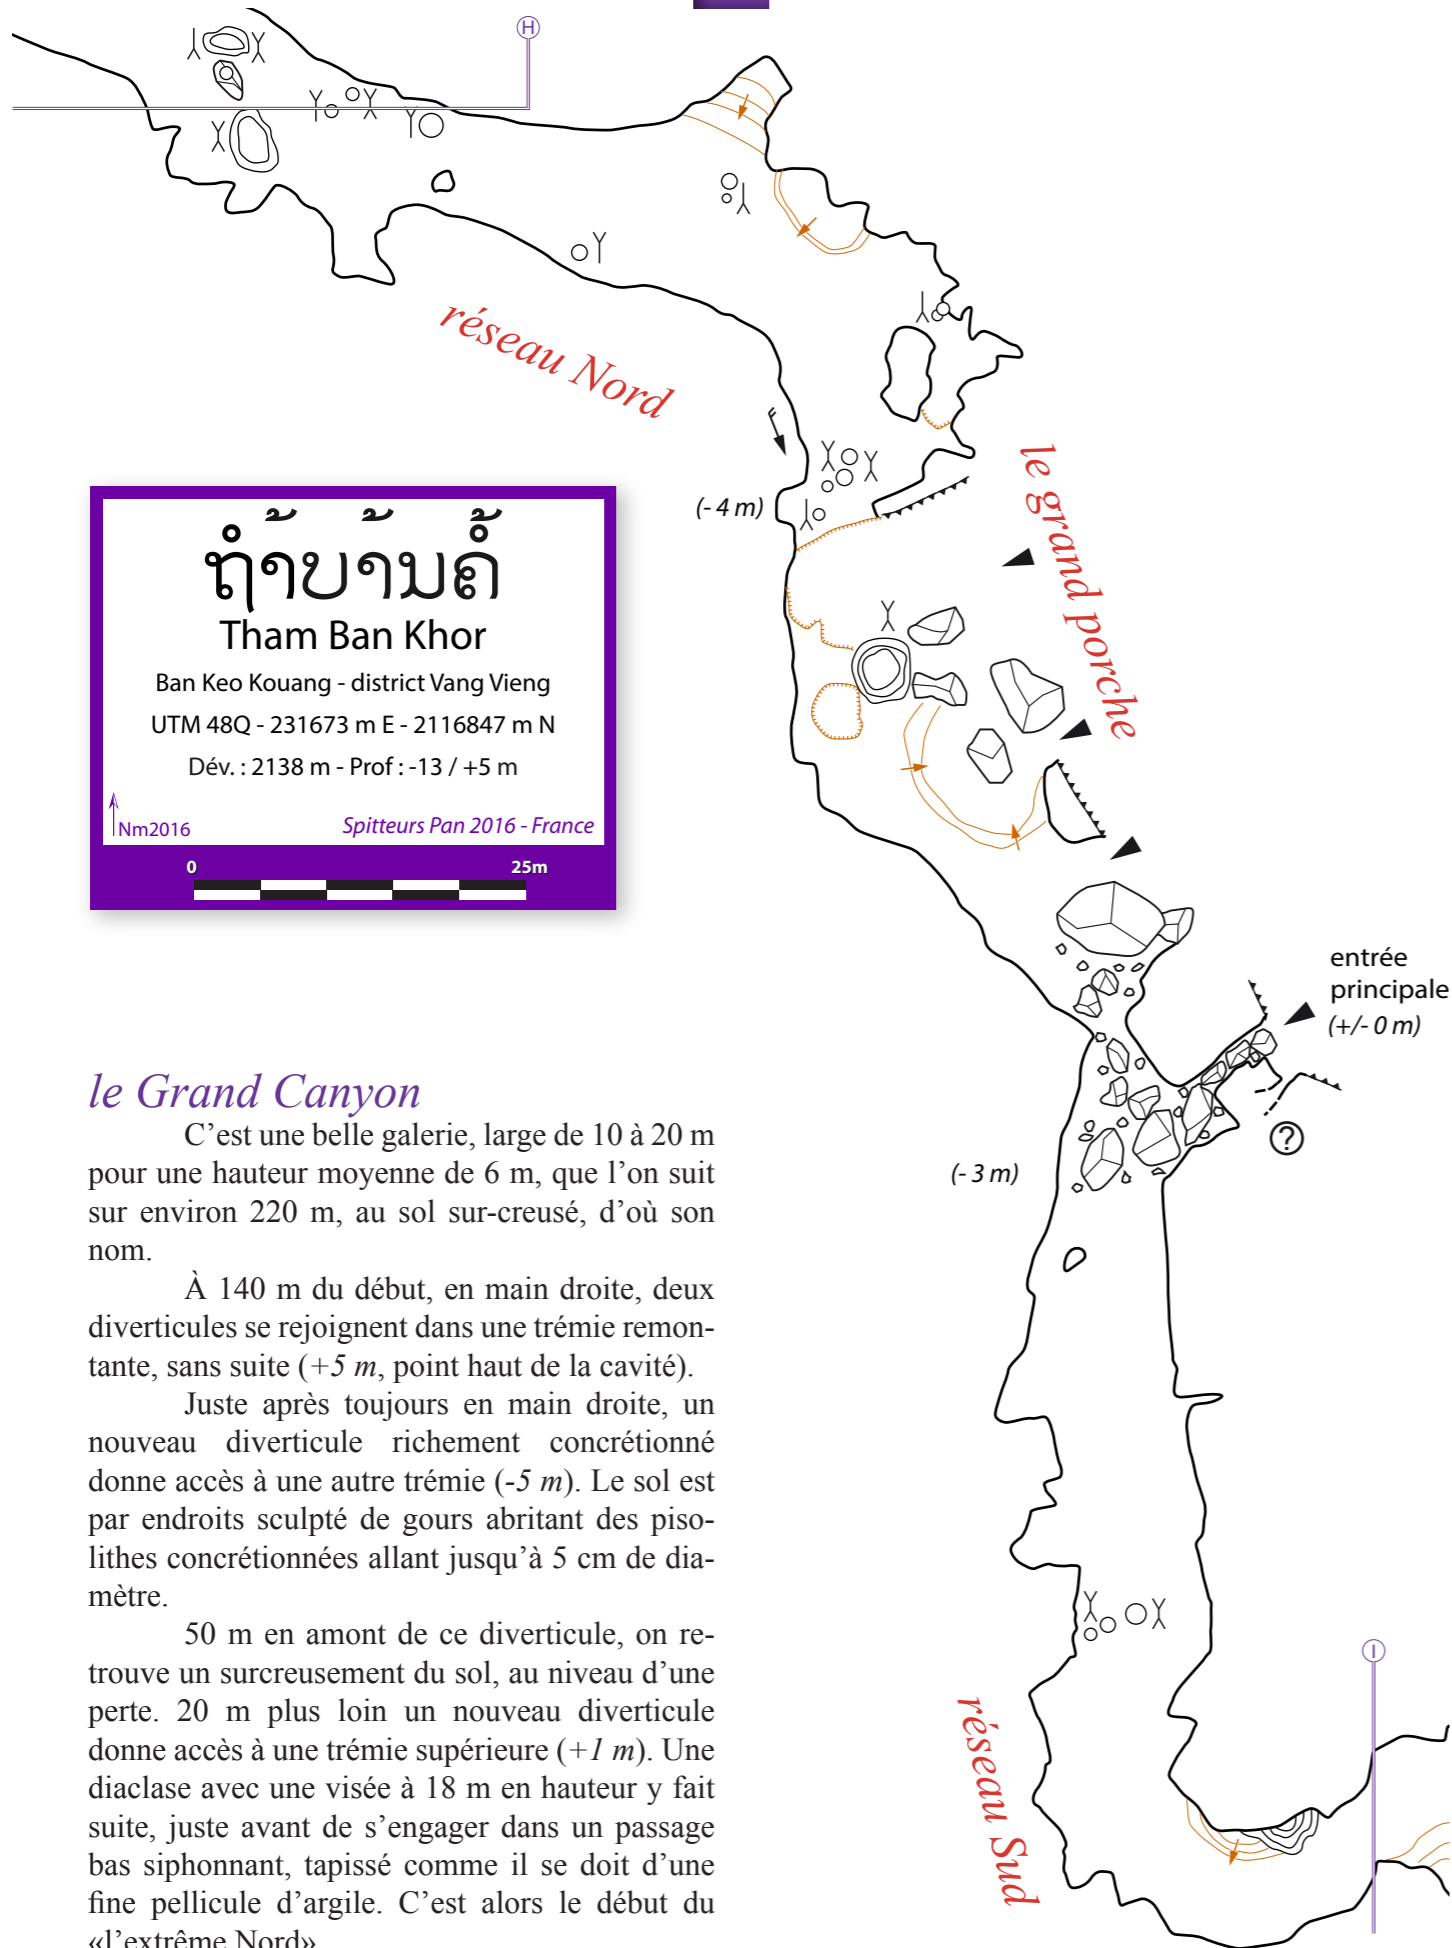 H
réseau Nord
(- 4 m)
le grand porche
ຖ້ຳບ້ານຄໍ້
Tham Ban Khor
Ban Keo Kouang - district Vang Vieng
UTM 48Q - 231673 m E - 2116847 m N
Dév. : 2138 m - Prof : -13 / +5 m
Nm2016
Spitteurs Pan 2016 - France
0 25m
entrée
principale
(+/- 0 m)
?
(- 3 m)
le Grand Canyon
C’est une belle galerie, large de 10 à 20 m
pour une hauteur moyenne de 6 m, que l’on suit
sur environ 220 m, au sol sur-creusé, d’où son
nom.
À 140 m du début, en main droite, deux
diverticules se rejoignent dans une trémie remon-
tante, sans suite (+5 m, point haut de la cavité).
Juste après toujours en main droite, un
nouveau diverticule richement concrétionné
donne accès à une autre trémie (-5 m). Le sol est
par endroits sculpté de gours abritant des piso-
lithes concrétionnées allant jusqu’à 5 cm de dia-
mètre.
50 m en amont de ce diverticule, on re-
trouve un surcreusement du sol, au niveau d’une
perte. 20 m plus loin un nouveau diverticule
donne accès à une trémie supérieure (+1 m). Une
diaclase avec une visée à 18 m en hauteur y fait
suite, juste avant de s’engager dans un passage
bas siphonnant, tapissé comme il se doit d’une
fine pellicule d’argile. C’est alors le début du
«l’extrême Nord»
réseau Sud
I